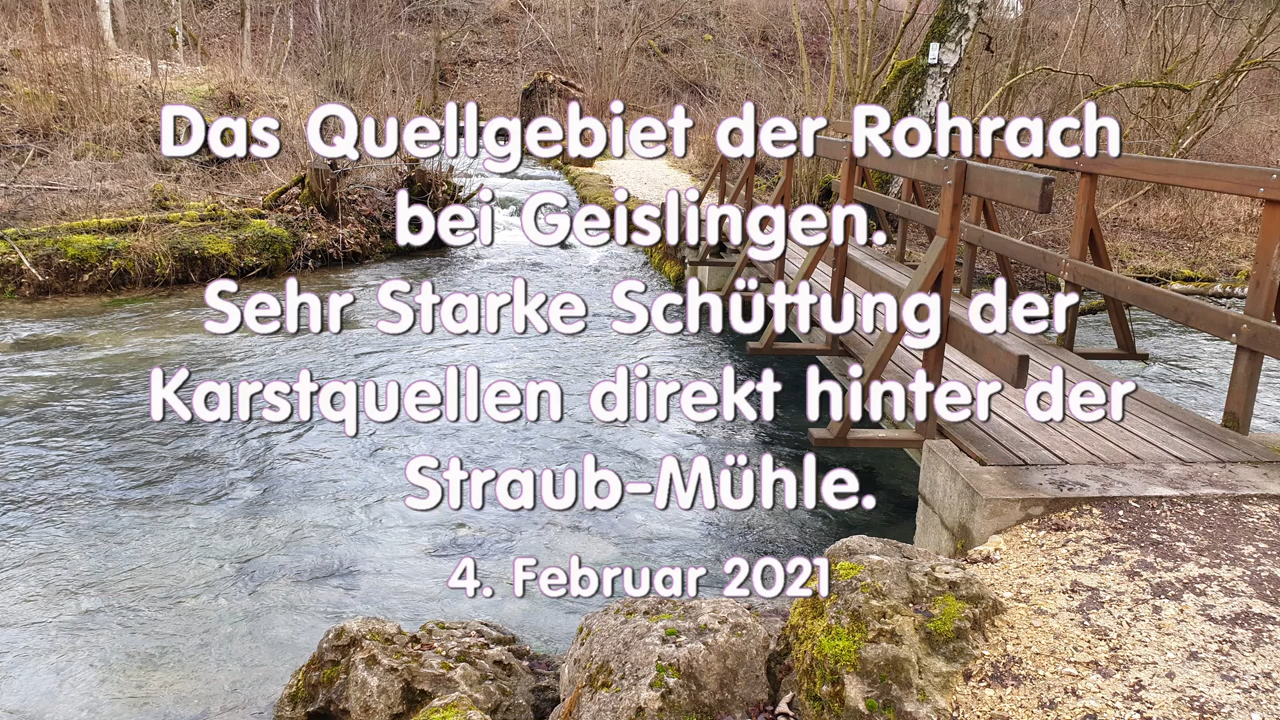 Das Quellgebiet der Rohrach
bei Geislingen.
Sehr Starke Schüttung der
Karstquellen direkt hinter der
Straub-Mühle.
4. Februar 2021